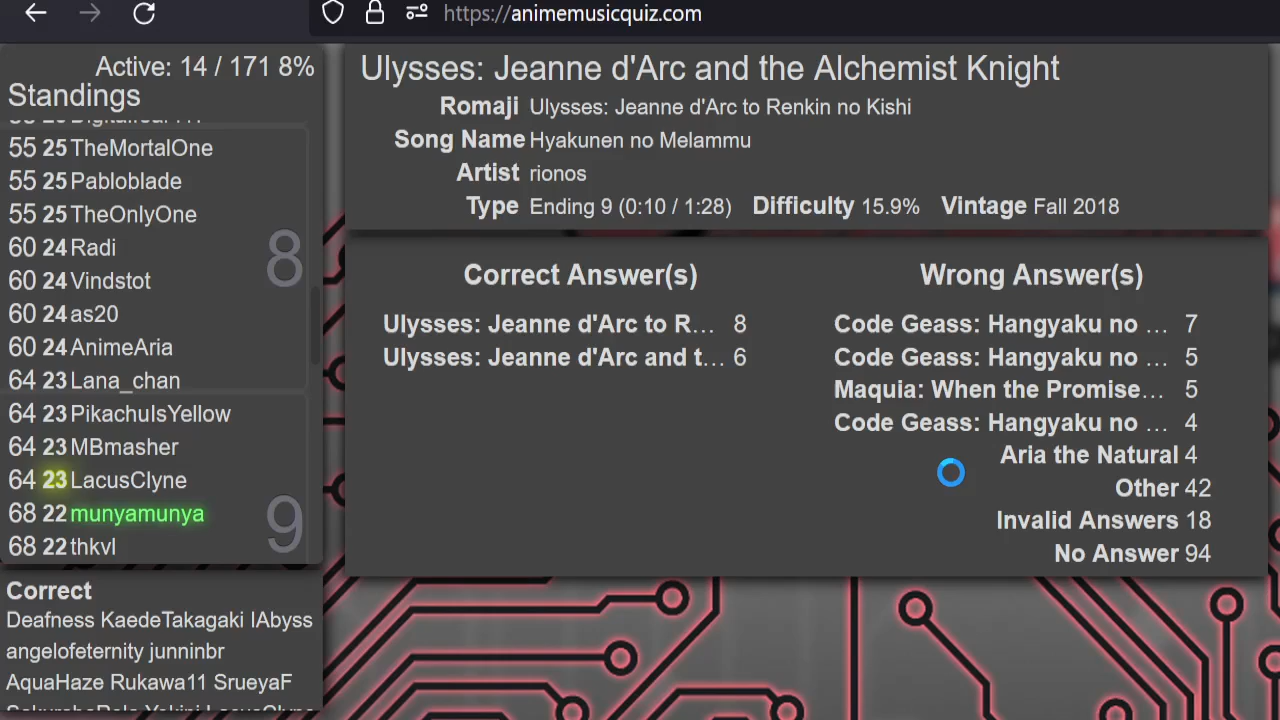 https://animemusicquiz.com
Active: 14 / 171 8%
Standings
55 25 TheMortalOne
55 25 Pabloblade
55 25 TheOnlyOne
60 24 Radi
60 24 Vindstot
60 24 as20
60 24 AnimeAria
64 23 Lana_chan
8
64 23 PikachuIsYellow
64 23 MBmasher
64 23 LacusClyne
68 22 munyamunya
68 22 thkvl
9
Correct
Deafness KaedeTakagaki IAbyss
angelofeternity junninbr
AquaHaze Rukawa11 SrueyaF
Ulysses: Jeanne d'Arc and the Alchemist Knight
Romaji Ulysses: Jeanne d'Arc to Renkin no Kishi
Song Name Hyakunen no Melammu
Artist rionos
Type Ending 9 (0:10 / 1:28) Difficulty 15.9% Vintage Fall 2018
Correct Answer(s)
Ulysses: Jeanne d'Arc to R... 8
Ulysses: Jeanne d'Arc and t... 6
Wrong Answer(s)
Code Geass: Hangyaku no ... 7
Code Geass: Hangyaku no ... 5
Maquia: When the Promise... 5
Code Geass: Hangyaku no ... 4
Aria the Natural 4
Other 42
Invalid Answers 18
No Answer 94